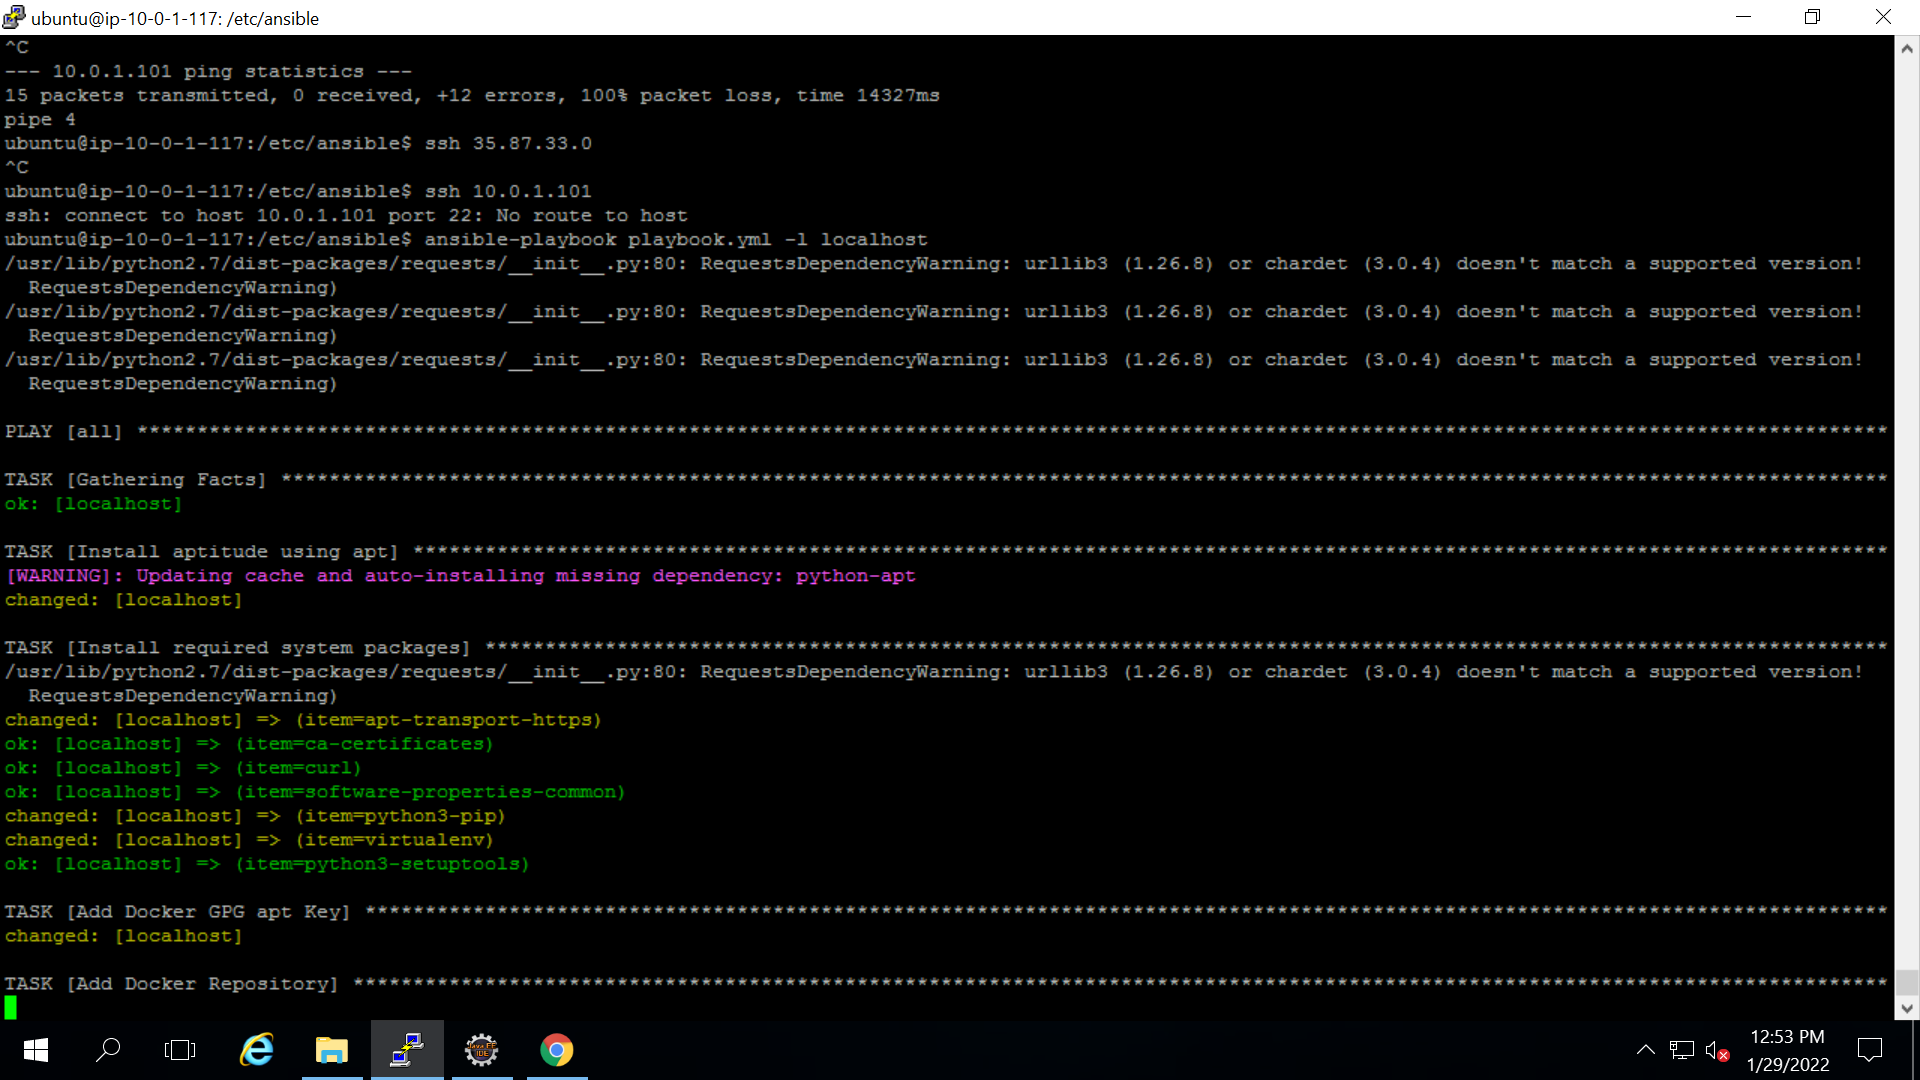 ubuntu@ip-10-0-1-117: /etc/ansible
^C
--- 10.0.1.101 ping statistics ---
15 packets transmitted, 0 received, +12 errors, 100% packet loss, time 14327ms
pipe 4
ubuntu@ip-10-0-1-117:/etc/ansible$ ssh 35.87.33.0
^C
ubuntu@ip-10-0-1-117:/etc/ansible$ ssh 10.0.1.101
ssh: connect to host 10.0.1.101 port 22: No route to host
ubuntu@ip-10-0-1-117:/etc/ansible$ ansible-playbook playbook.yml -l localhost
/usr/lib/python2.7/dist-packages/requests/__init__.py:80: RequestsDependencyWarning: urllib3 (1.26.8) or chardet (3.0.4) doesn't match a supported version!
  RequestsDependencyWarning)
/usr/lib/python2.7/dist-packages/requests/__init__.py:80: RequestsDependencyWarning: urllib3 (1.26.8) or chardet (3.0.4) doesn't match a supported version!
  RequestsDependencyWarning)
/usr/lib/python2.7/dist-packages/requests/__init__.py:80: RequestsDependencyWarning: urllib3 (1.26.8) or chardet (3.0.4) doesn't match a supported version!
  RequestsDependencyWarning)
PLAY [all] **************************************************************************************************************************************************
TASK [Gathering Facts] **************************************************************************************************************************************
ok: [localhost]
TASK [Install aptitude using apt] ***************************************************************************************************************************
[WARNING]: Updating cache and auto-installing missing dependency: python-apt
changed: [localhost]
TASK [Install required system packages] *********************************************************************************************************************
/usr/lib/python2.7/dist-packages/requests/__init__.py:80: RequestsDependencyWarning: urllib3 (1.26.8) or chardet (3.0.4) doesn't match a supported version!
  RequestsDependencyWarning)
changed: [localhost] => (item=apt-transport-https)
ok: [localhost] => (item=ca-certificates)
ok: [localhost] => (item=curl)
ok: [localhost] => (item=software-properties-common)
changed: [localhost] => (item=python3-pip)
changed: [localhost] => (item=virtualenv)
ok: [localhost] => (item=python3-setuptools)
TASK [Add Docker GPG apt Key] *******************************************************************************************************************************
changed: [localhost]
TASK [Add Docker Repository] ********************************************************************************************************************************
Java EE
IDE
12:53 PM
1/29/2022